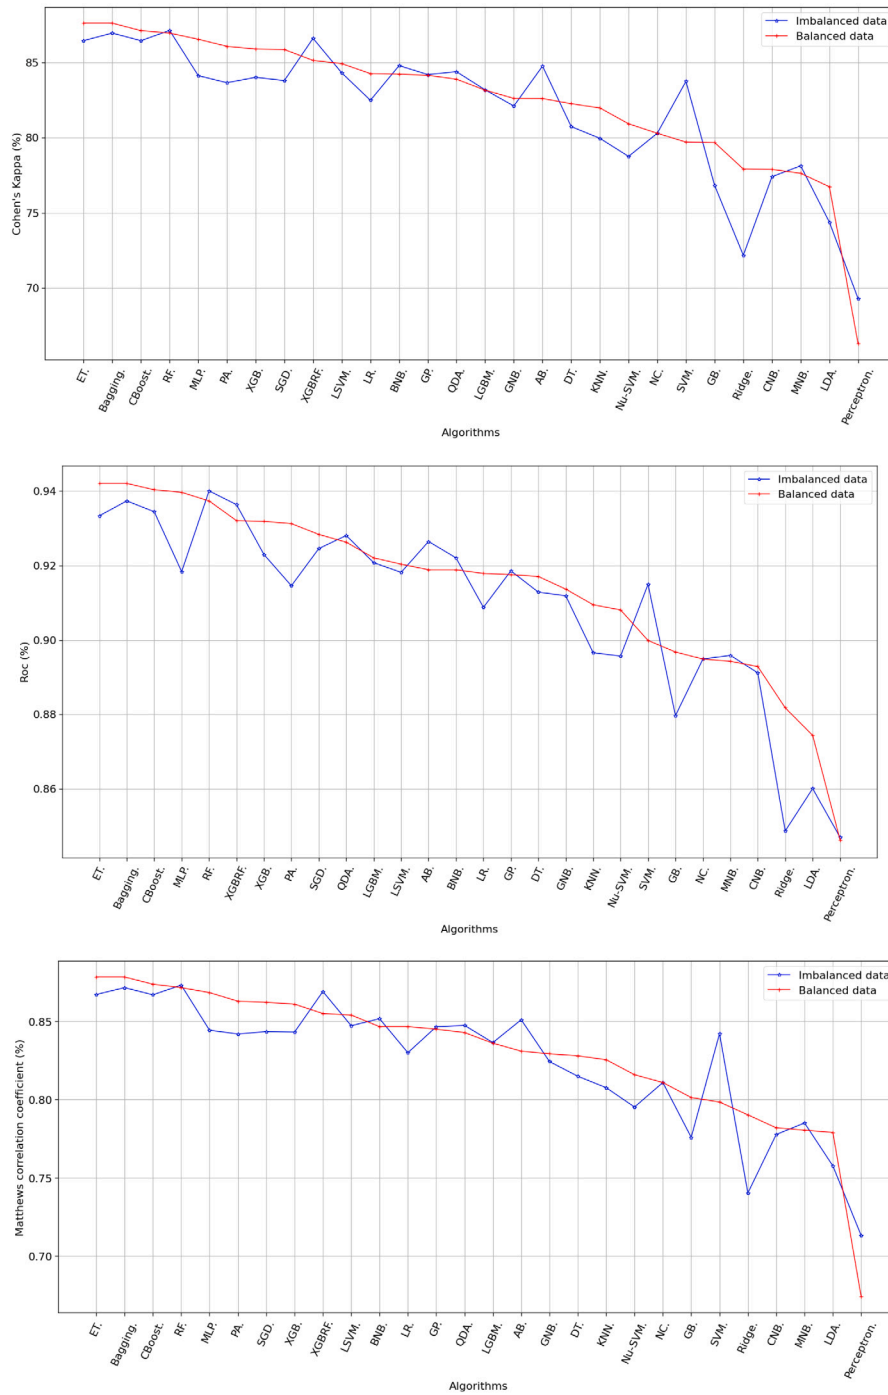 Imbalanced data
Balanced data
85
80
75
70
Cohen's Kappa (%)
ET. Bagging. CBoost. RF. MLP. PA. XGB. SGD. XGBRF. LSVM. LR. BNB. GP. QDA. LGBM. GNB. AB. DT. KNN. Nu-SVM. NC. SVM. GB. Ridge. CNB. MNB. LDA. Perceptron.
Algorithms
Imbalanced data
Balanced data
0.94
0.92
0.90
0.88
0.86
Roc (%)
ET. Bagging. CBoost. MLP. RF. XGBRF. XGB. PA. SGD. QDA. LGBM. LSVM. AB. BNB. LR. GP. DT. GNB. KNN. Nu-SVM. SVM. GB. NC. MNB. CNB. Ridge. LDA. Perceptron.
Algorithms
Imbalanced data
Balanced data
0.85
0.80
0.75
0.70
Matthews correlation coefficient (%)
ET. Bagging. CBoost. RF. MLP. PA. SGD. XGB. XGBRF. LSVM. BNB. LR. GP. QDA. LGBM. AB. GNB. DT. KNN. Nu-SVM. NC. GB. SVM. Ridge. CNB. MNB. LDA. Perceptron.
Algorithms